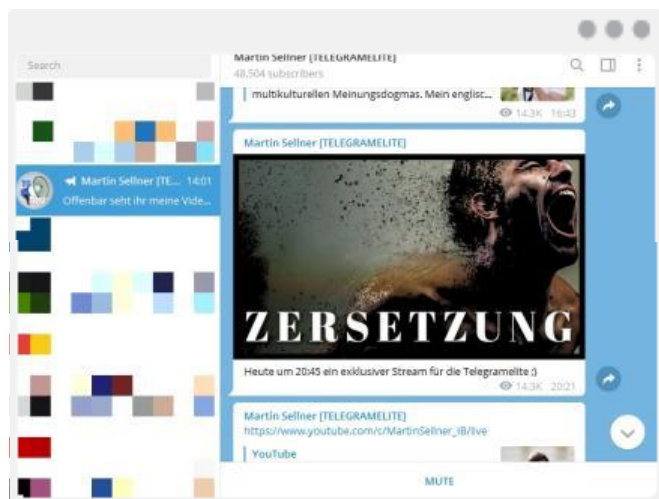 Search
Martin Sellner [TELEGRAMELITE]
48,504 subscribers
multikulturellen Meinungsdogmas. Mein englisc...
14.3K 16:43
Martin Sellner [TELEGRAMELITE]
Martin Sellner [TE... 14:01
Offenbar seht ihr meine Vide...
ZERSETZUNG
Heute um 20:45 ein exklusiver Stream für die Telegramelite :)
14.3K 20:21
Martin Sellner [TELEGRAMELITE]
https://www.youtube.com/c/MartinSellner_iB/live
YouTube
MUTE